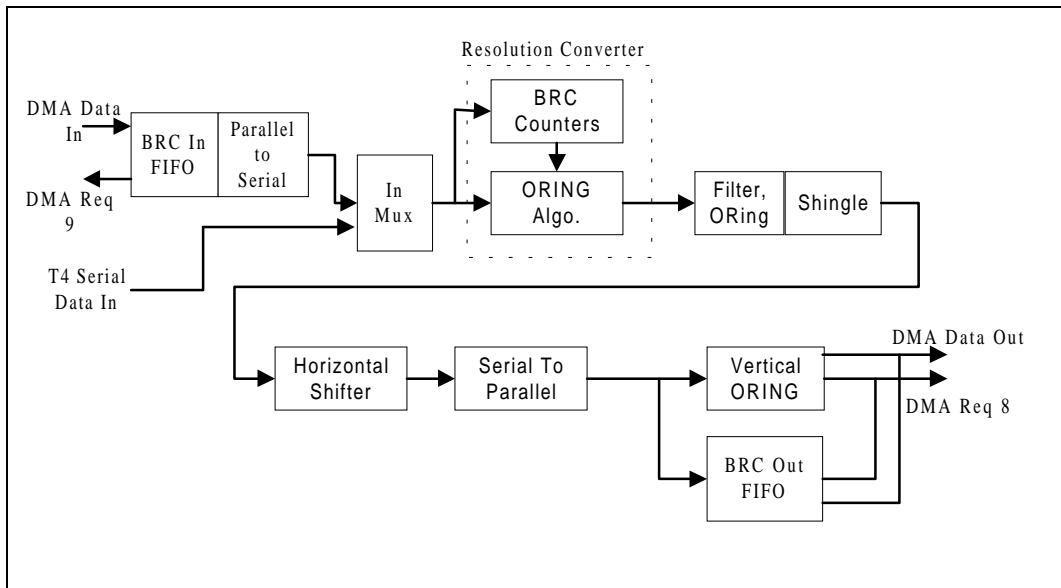 Resolution Converter
DMA Data
In
BRC In
FIFO
Parallel
to
Serial
DMA Req
9
T4 Serial
Data In
In
Mux
BRC
Counters
ORING
Algo.
Filter,
ORing
Shingle
Horizontal
Shifter
Serial To
Parallel
Vertical
ORING
BRC Out
FIFO
DMA Data Out
DMA Req 8